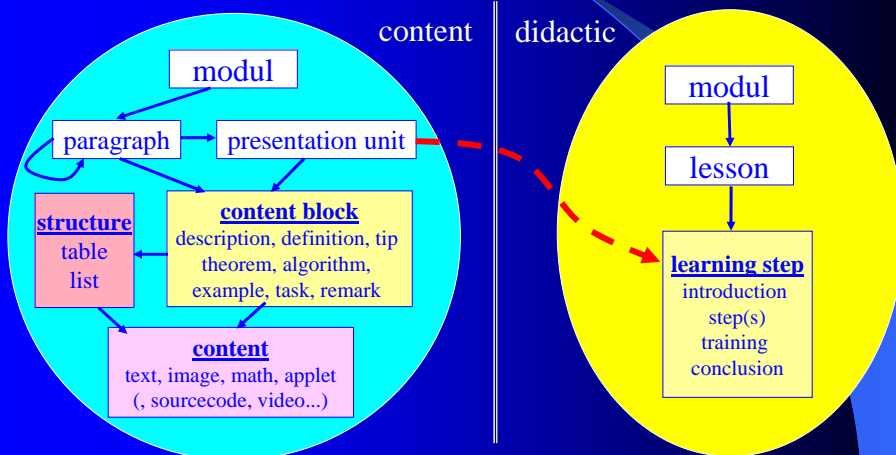 content
didactic
modul
paragraph
presentation unit
structure
table
list
content block
description, definition, tip
theorem, algorithm,
example, task, remark
content
text, image, math, applet
(, sourcecode, video...)
modul
lesson
learning step
introduction
step(s)
training
conclusion